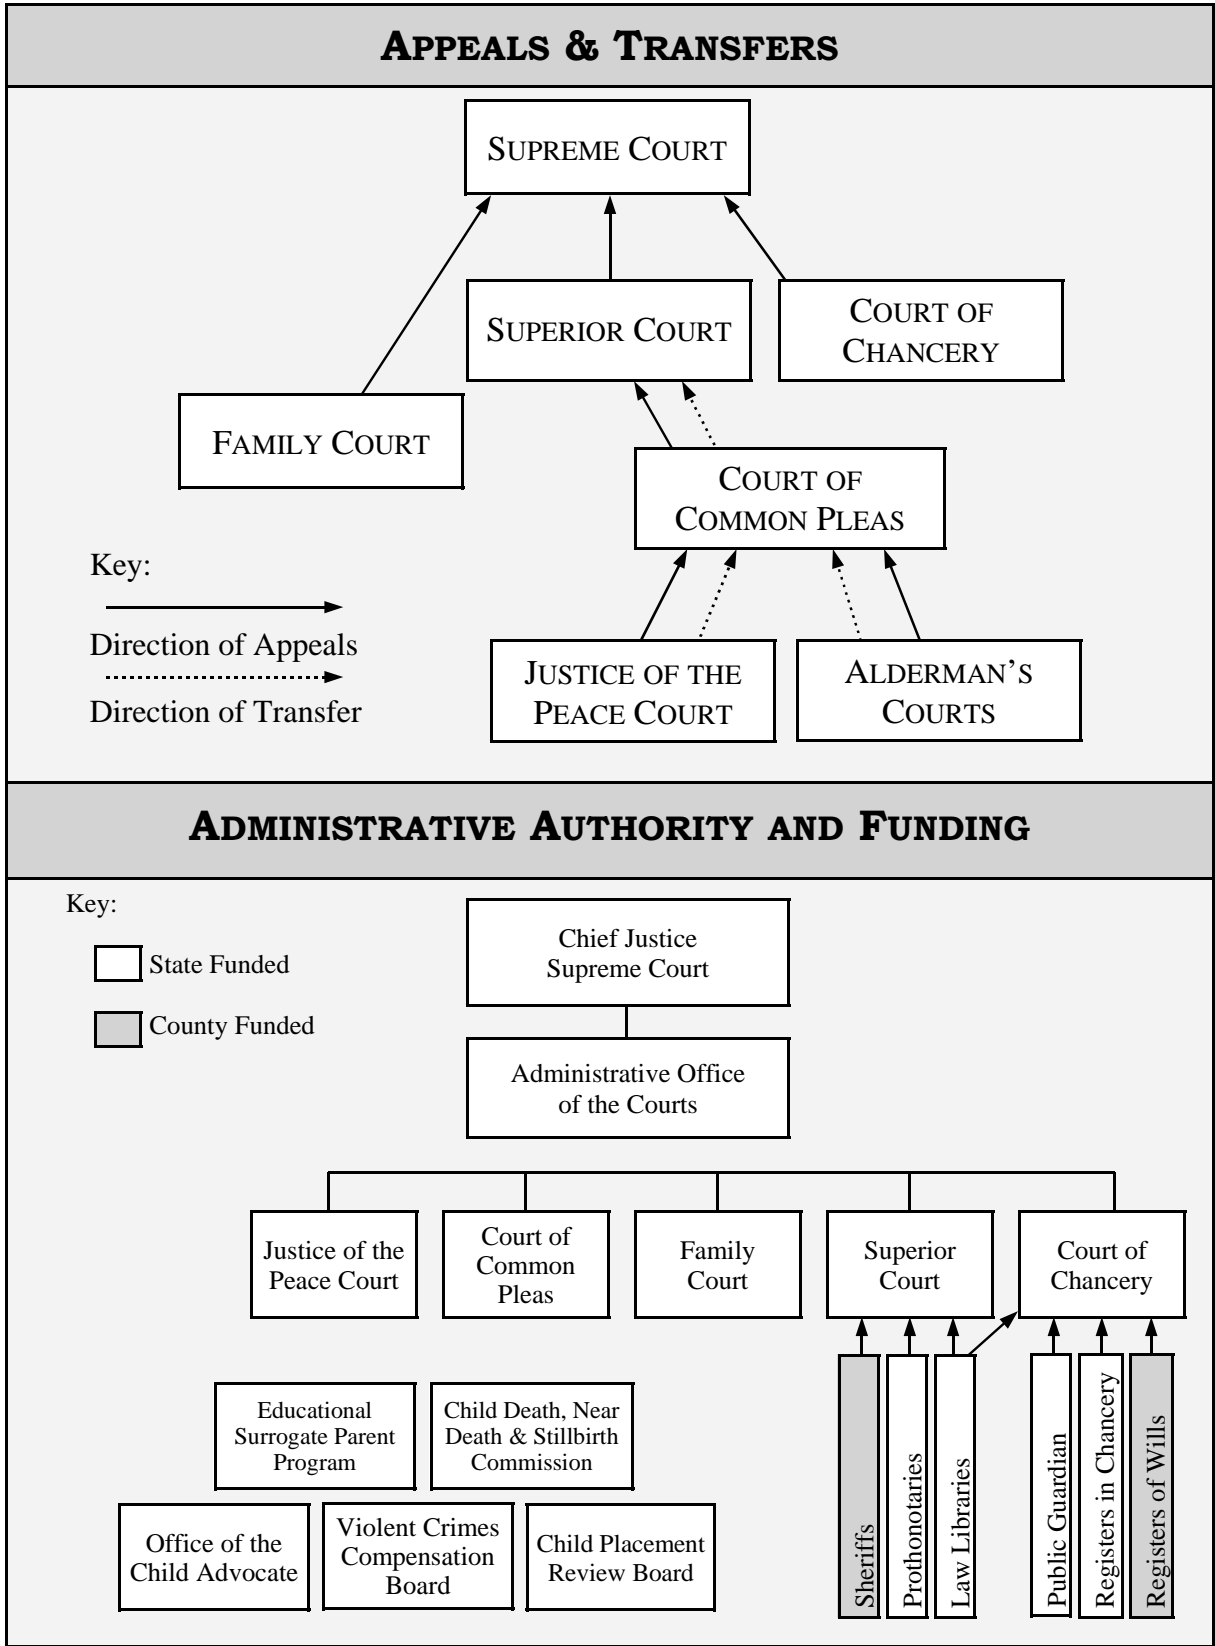 APPEALS & TRANSFERS
SUPREME COURT
SUPERIOR COURT
COURT OF
CHANCERY
FAMILY COURT
COURT OF
COMMON PLEAS
Key:
Direction of Appeals
Direction of Transfer
JUSTICE OF THE
PEACE COURT
ALDERMAN'S
COURTS
ADMINISTRATIVE AUTHORITY AND FUNDING
Key:
State Funded
County Funded
Chief Justice
Supreme Court
Administrative Office
of the Courts
Justice of the
Peace Court
Court of
Common
Pleas
Family
Court
Superior
Court
Court of
Chancery
Educational
Surrogate Parent
Program
Child Death, Near
Death & Stillbirth
Commission
Office of the
Child Advocate
Violent Crimes
Compensation
Board
Child Placement
Review Board
Sheriffs
Prothonotaries
Law Libraries
Public Guardian
Registers in Chancery
Registers of Wills